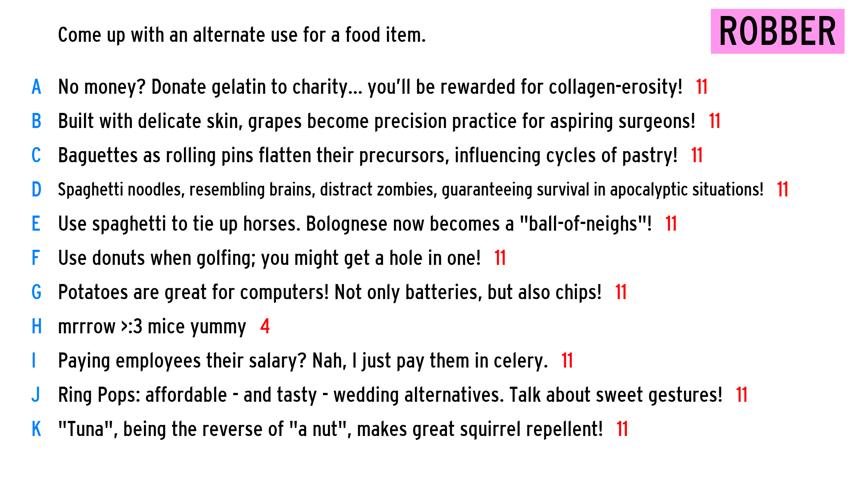 Come up with an alternate use for a food item.
ROBBER
A No money? Donate gelatin to charity... you'll be rewarded for collagen-erosity! 11
B Built with delicate skin, grapes become precision practice for aspiring surgeons! 11
C Baguettes as rolling pins flatten their precursors, influencing cycles of pastry! 11
D Spaghetti noodles, resembling brains, distract zombies, guaranteeing survival in apocalyptic situations! 11
E Use spaghetti to tie up horses. Bolognese now becomes a "ball-of-neighs"! 11
F Use donuts when golfing; you might get a hole in one! 11
G Potatoes are great for computers! Not only batteries, but also chips! 11
H mrrrow >:3 mice yummy 4
I Paying employees their salary? Nah, I just pay them in celery. 11
J Ring Pops: affordable - and tasty - wedding alternatives. Talk about sweet gestures! 11
K "Tuna", being the reverse of "a nut", makes great squirrel repellent! 11